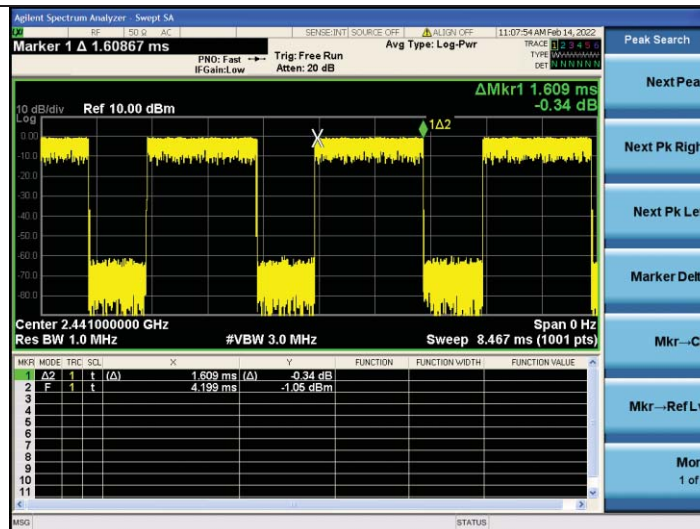 Agilent Spectrum Analyzer - Swept SA
RF 50 Ω AC SENSE:INT SOURCE OFF ALIGN OFF 11:07:54 AM Feb 14, 2022
Marker 1 Δ 1.60867 ms
PNO: Fast
IFGain:Low
Trig: Free Run
Atten: 20 dB
Avg Type: Log-Pwr
TRACE 1 2 3 4 5 6
TYPE
DET N N N N N N
Peak Search
Next Pea
Next Pk Righ
Next Pk Le
Marker Delt
Mkr→C
Mkr→Ref Lv
Mor
1 of
ΔMkr1 1.609 ms
-0.34 dB
10 dB/div Ref 10.00 dBm
Log
0.00
-10.0
-20.0
-30.0
-40.0
-50.0
-60.0
-70.0
-80.0
X
1Δ2
Center 2.441000000 GHz Span 0 Hz
Res BW 1.0 MHz #VBW 3.0 MHz Sweep 8.467 ms (1001 pts)
MKR MODE TRC SCL X Y FUNCTION FUNCTION WIDTH FUNCTION VALUE
1 Δ2 1 t (Δ) 1.609 ms (Δ) -0.34 dB
2 F 1 t 4.199 ms -1.05 dBm
3
4
5
6
7
8
9
10
11
MSG STATUS